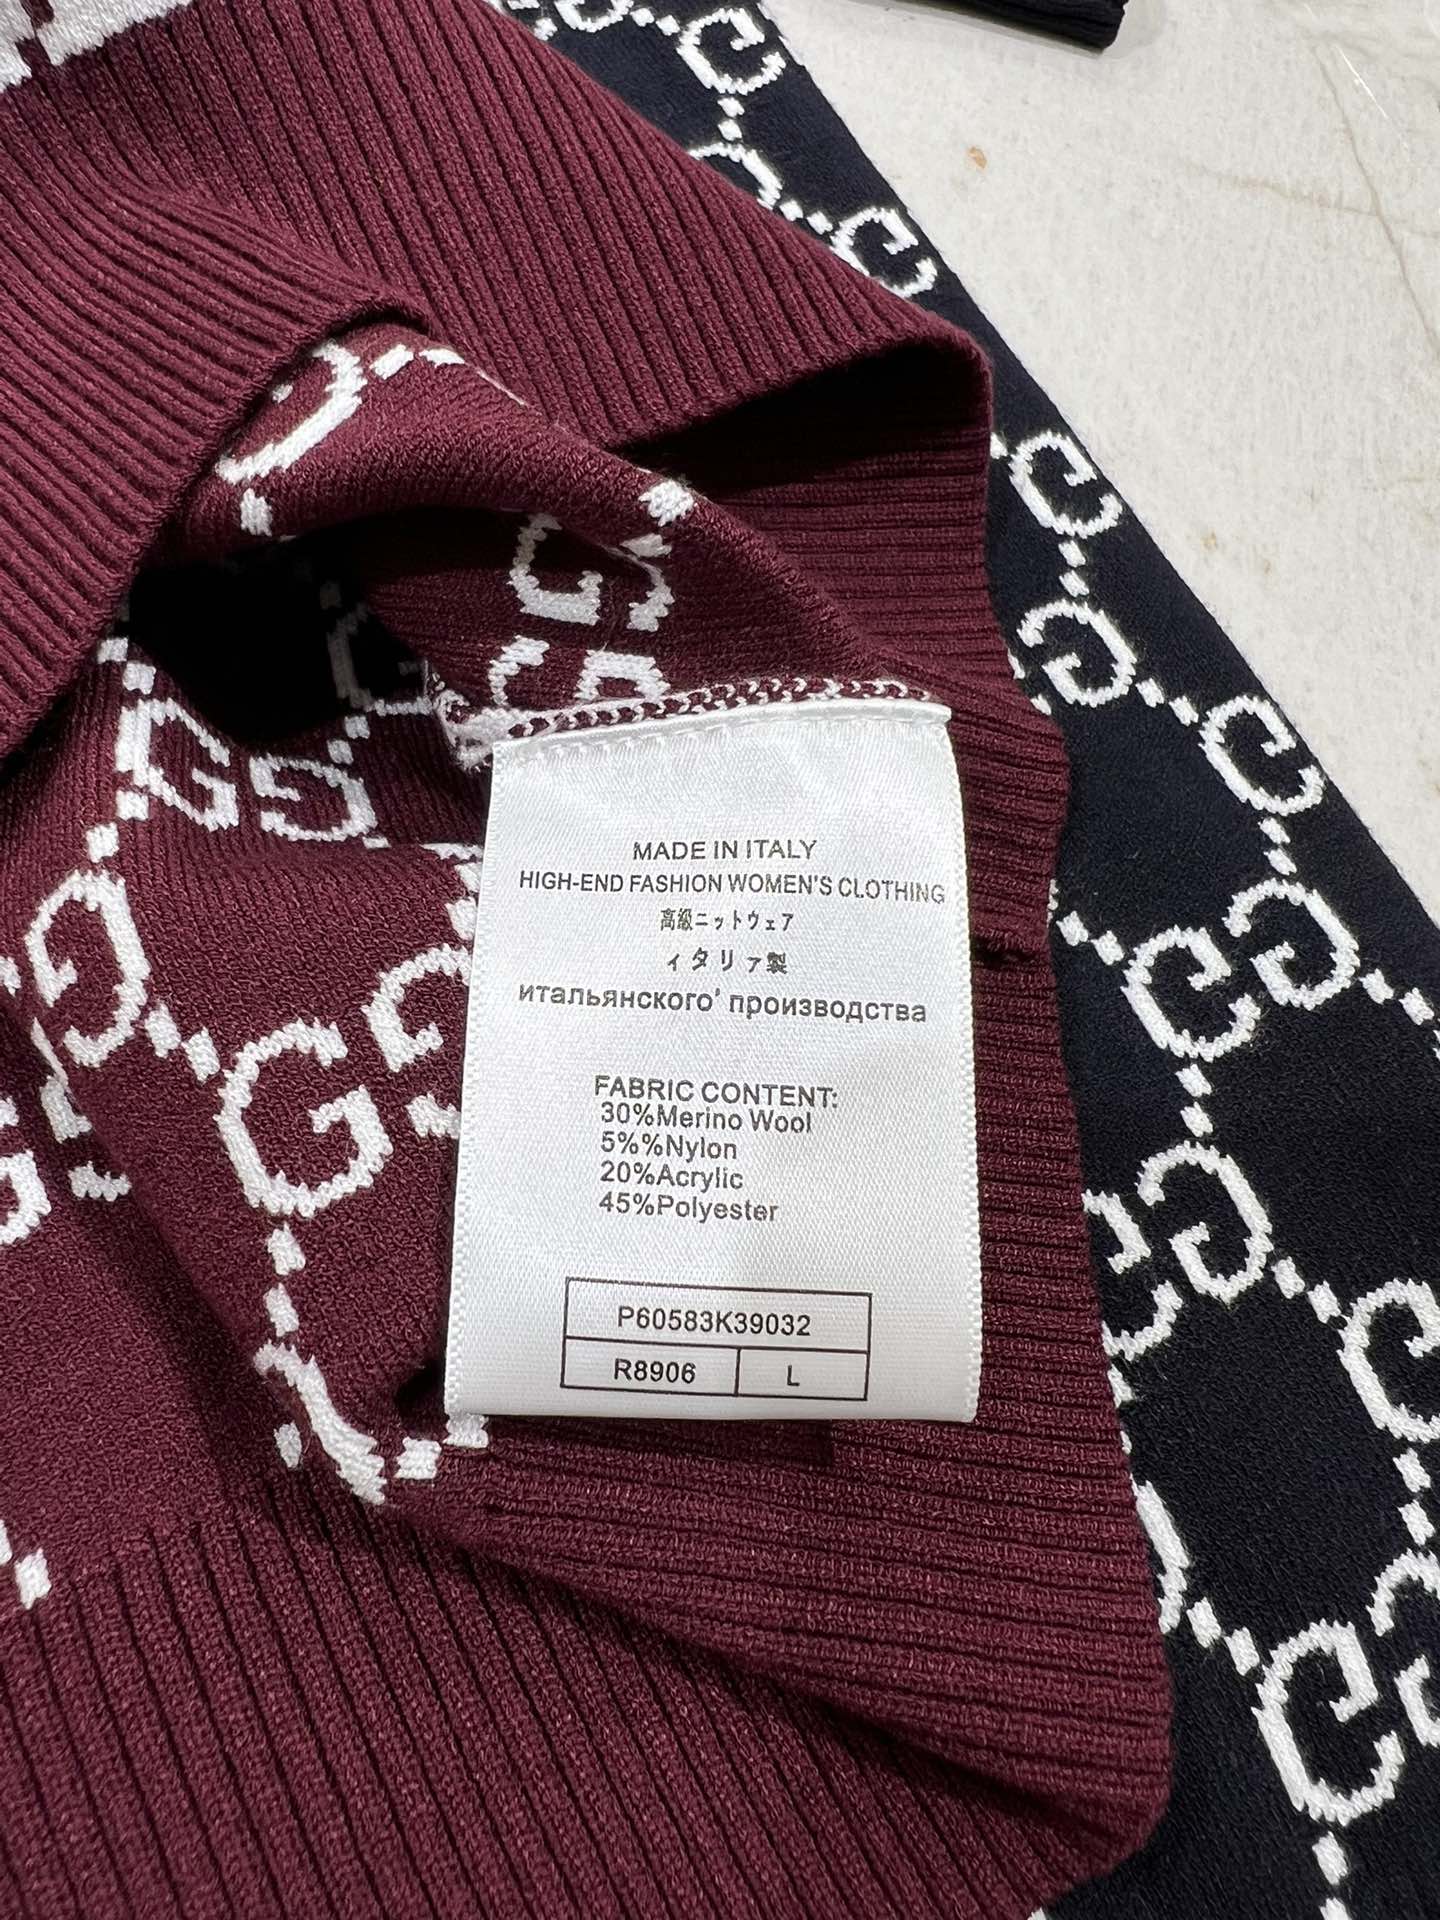 MADE IN ITALY
HIGH-END FASHION WOMEN'S CLOTHING
高級ニットウェア
ィタリァ製
итальянского' производства
FABRIC CONTENT:
30%Merino Wool
5%%Nylon
20%Acrylic
45%Polyester
P60583K39032
R8906 L